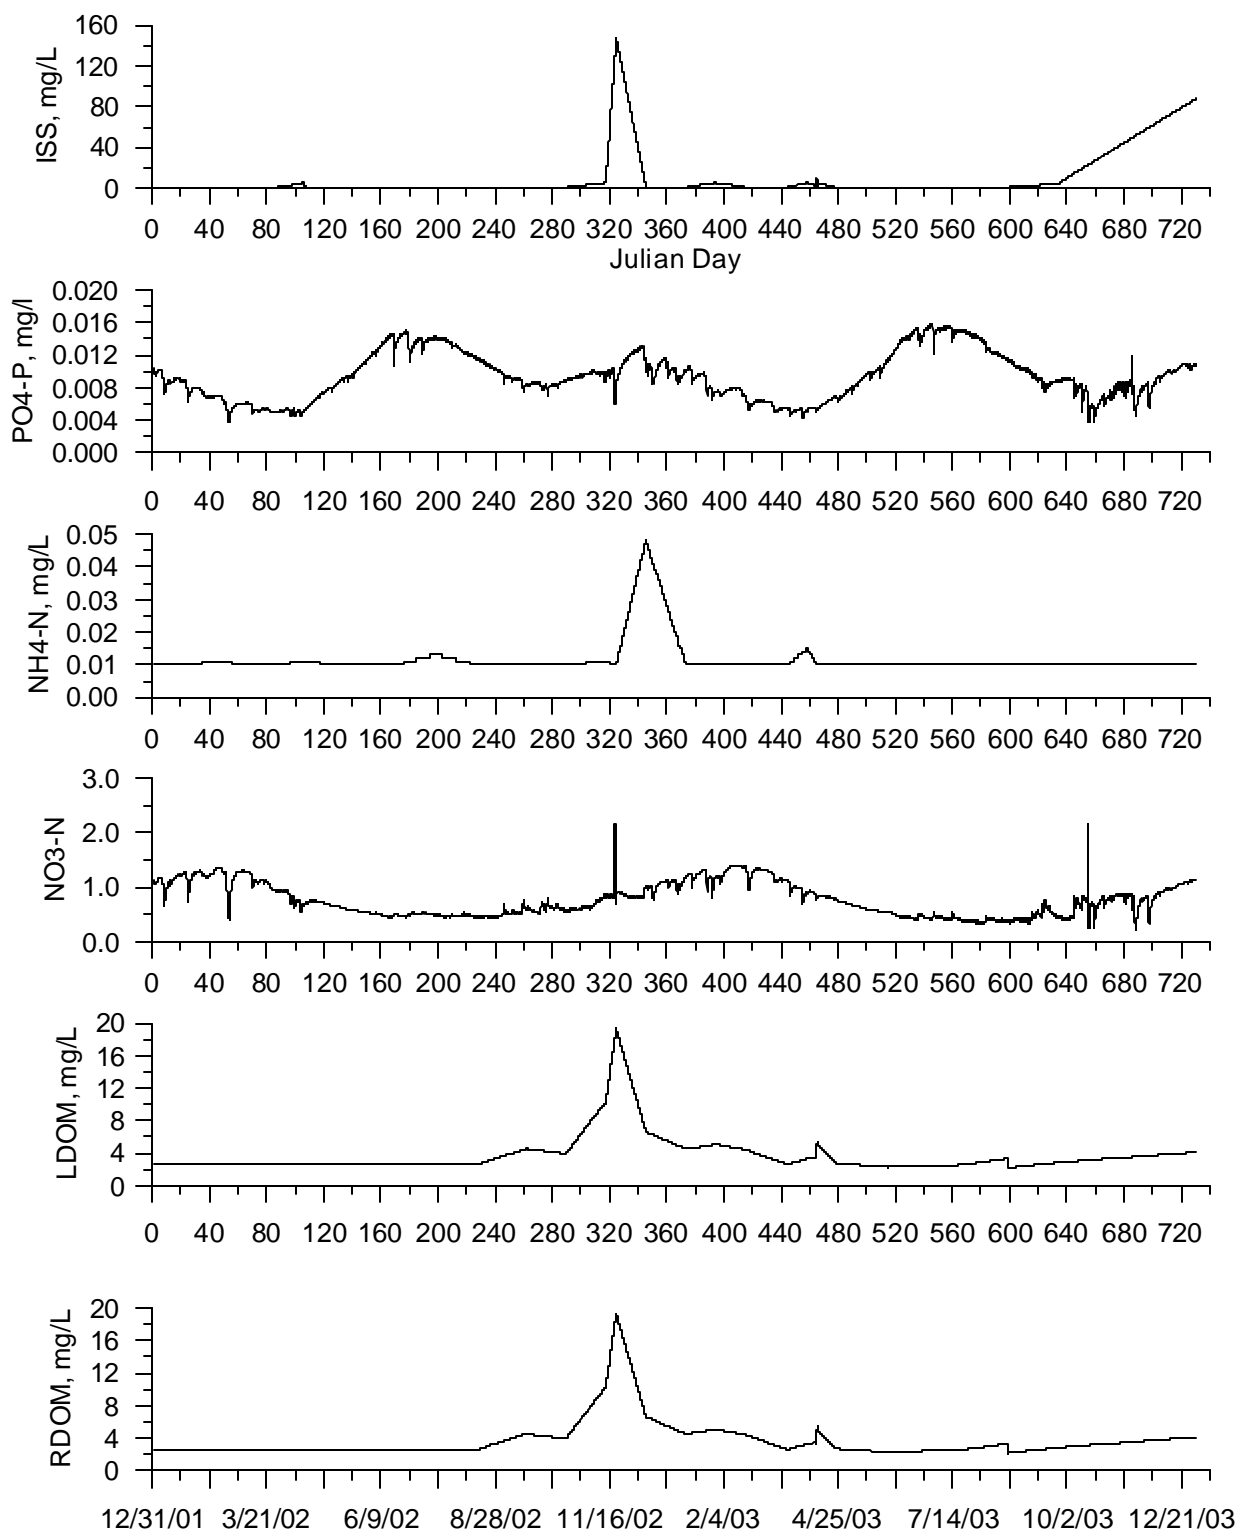 160
120
80
40
0
ISS, mg/L
0 40 80 120 160 200 240 280 320 360 400 440 480 520 560 600 640 680 720
Julian Day
0.020
0.016
0.012
0.008
0.004
0.000
PO4-P, mg/l
0 40 80 120 160 200 240 280 320 360 400 440 480 520 560 600 640 680 720
0.05
0.04
0.03
0.02
0.01
0.00
NH4-N, mg/L
0 40 80 120 160 200 240 280 320 360 400 440 480 520 560 600 640 680 720
3.0
2.0
1.0
0.0
NO3-N
0 40 80 120 160 200 240 280 320 360 400 440 480 520 560 600 640 680 720
20
16
12
8
4
0
LDOM, mg/L
0 40 80 120 160 200 240 280 320 360 400 440 480 520 560 600 640 680 720
20
16
12
8
4
0
RDOM, mg/L
12/31/01 3/21/02 6/9/02 8/28/02 11/16/02 2/4/03 4/25/03 7/14/03 10/2/03 12/21/03